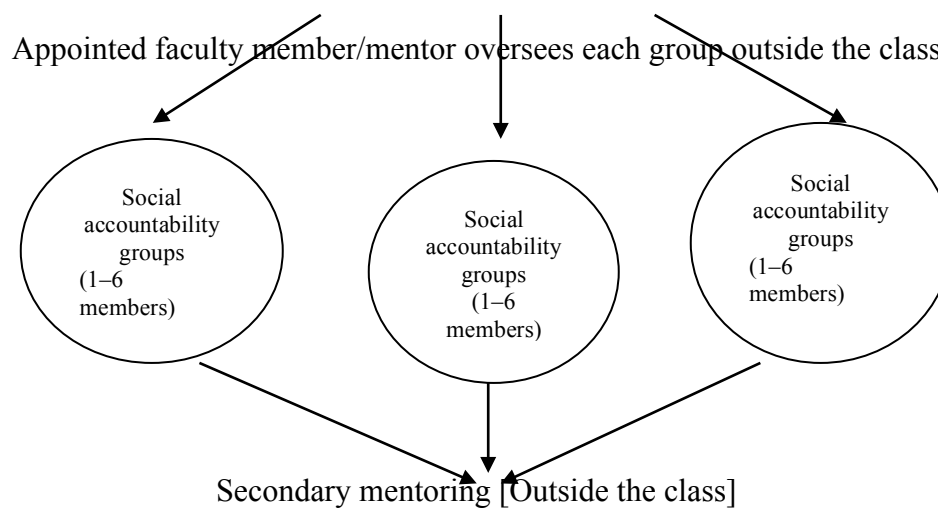 Appointed faculty member/mentor oversees each group outside the class
Social
accountability
groups
(1–6
members)
Social
accountability
groups
(1–6
members)
Social
accountability
groups
(1–6
members)
Secondary mentoring [Outside the class]